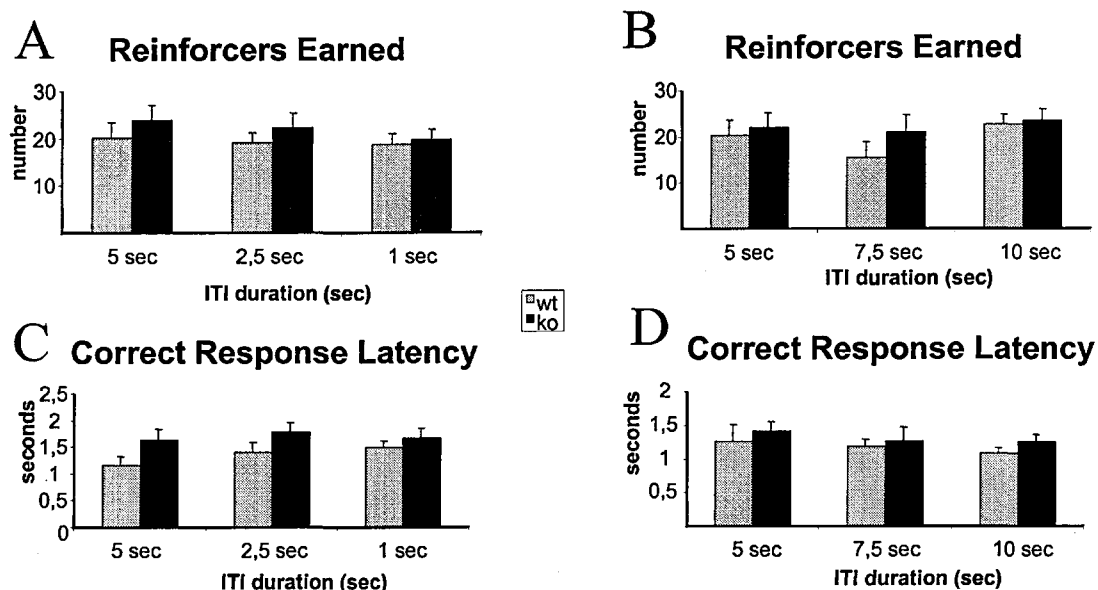 A
Reinforcers Earned
number
30
20
10
5 sec
2,5 sec
1 sec
ITI duration (sec)
B
Reinforcers Earned
number
30
20
10
5 sec
7,5 sec
10 sec
ITI duration (sec)
wt
ko
C
Correct Response Latency
seconds
2,5
2
1,5
1
0,5
0
5 sec
2,5 sec
1 sec
ITI duration (sec)
D
Correct Response Latency
seconds
2
1,5
1
0,5
5 sec
7,5 sec
10 sec
ITI duration (sec)